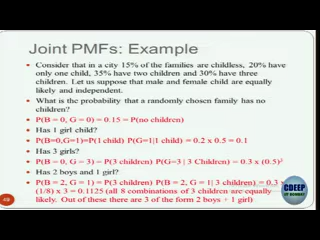 Joint PMFs: Example
• Consider that in a city 15% of the families are childless, 20% have
only one child, 35% have two children and 30% have three
children. Let us suppose that male and female child are equally
likely and independent.
• What is the probability that a randomly chosen family has no
children?
• P(B = 0, G = 0) = 0.15 = P(no children)
• Has 1 girl child?
• P(B=0,G=1)=P(1 child) P(G=1|1 child) = 0.2 x 0.5 = 0.1
• Has 3 girls?
• P(B = 0, G = 3) = P(3 children) P(G=3 | 3 Children) = 0.3 x (0.5)³
• Has 2 boys and 1 girl?
• P(B = 2, G = 1) = P(3 children) P(B = 2, G = 1| 3 children) = 0.3 x
(1/8) x 3 = 0.1125 (all 8 combinations of 3 children are equally
likely. Out of these there are 3 of the form 2 boys + 1 girl)
CDEEP
IIT BOMBAY